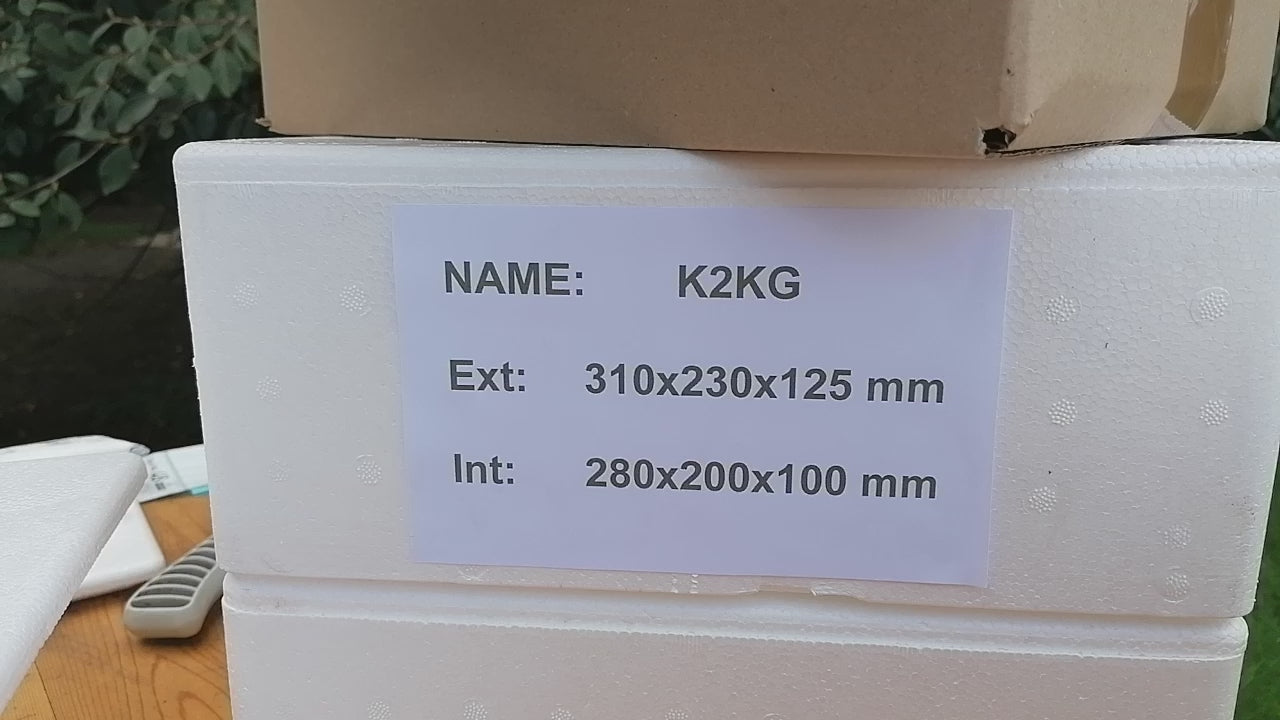 NAME: K2KG
Ext: 310x230x125 mm
Int: 280x200x100 mm